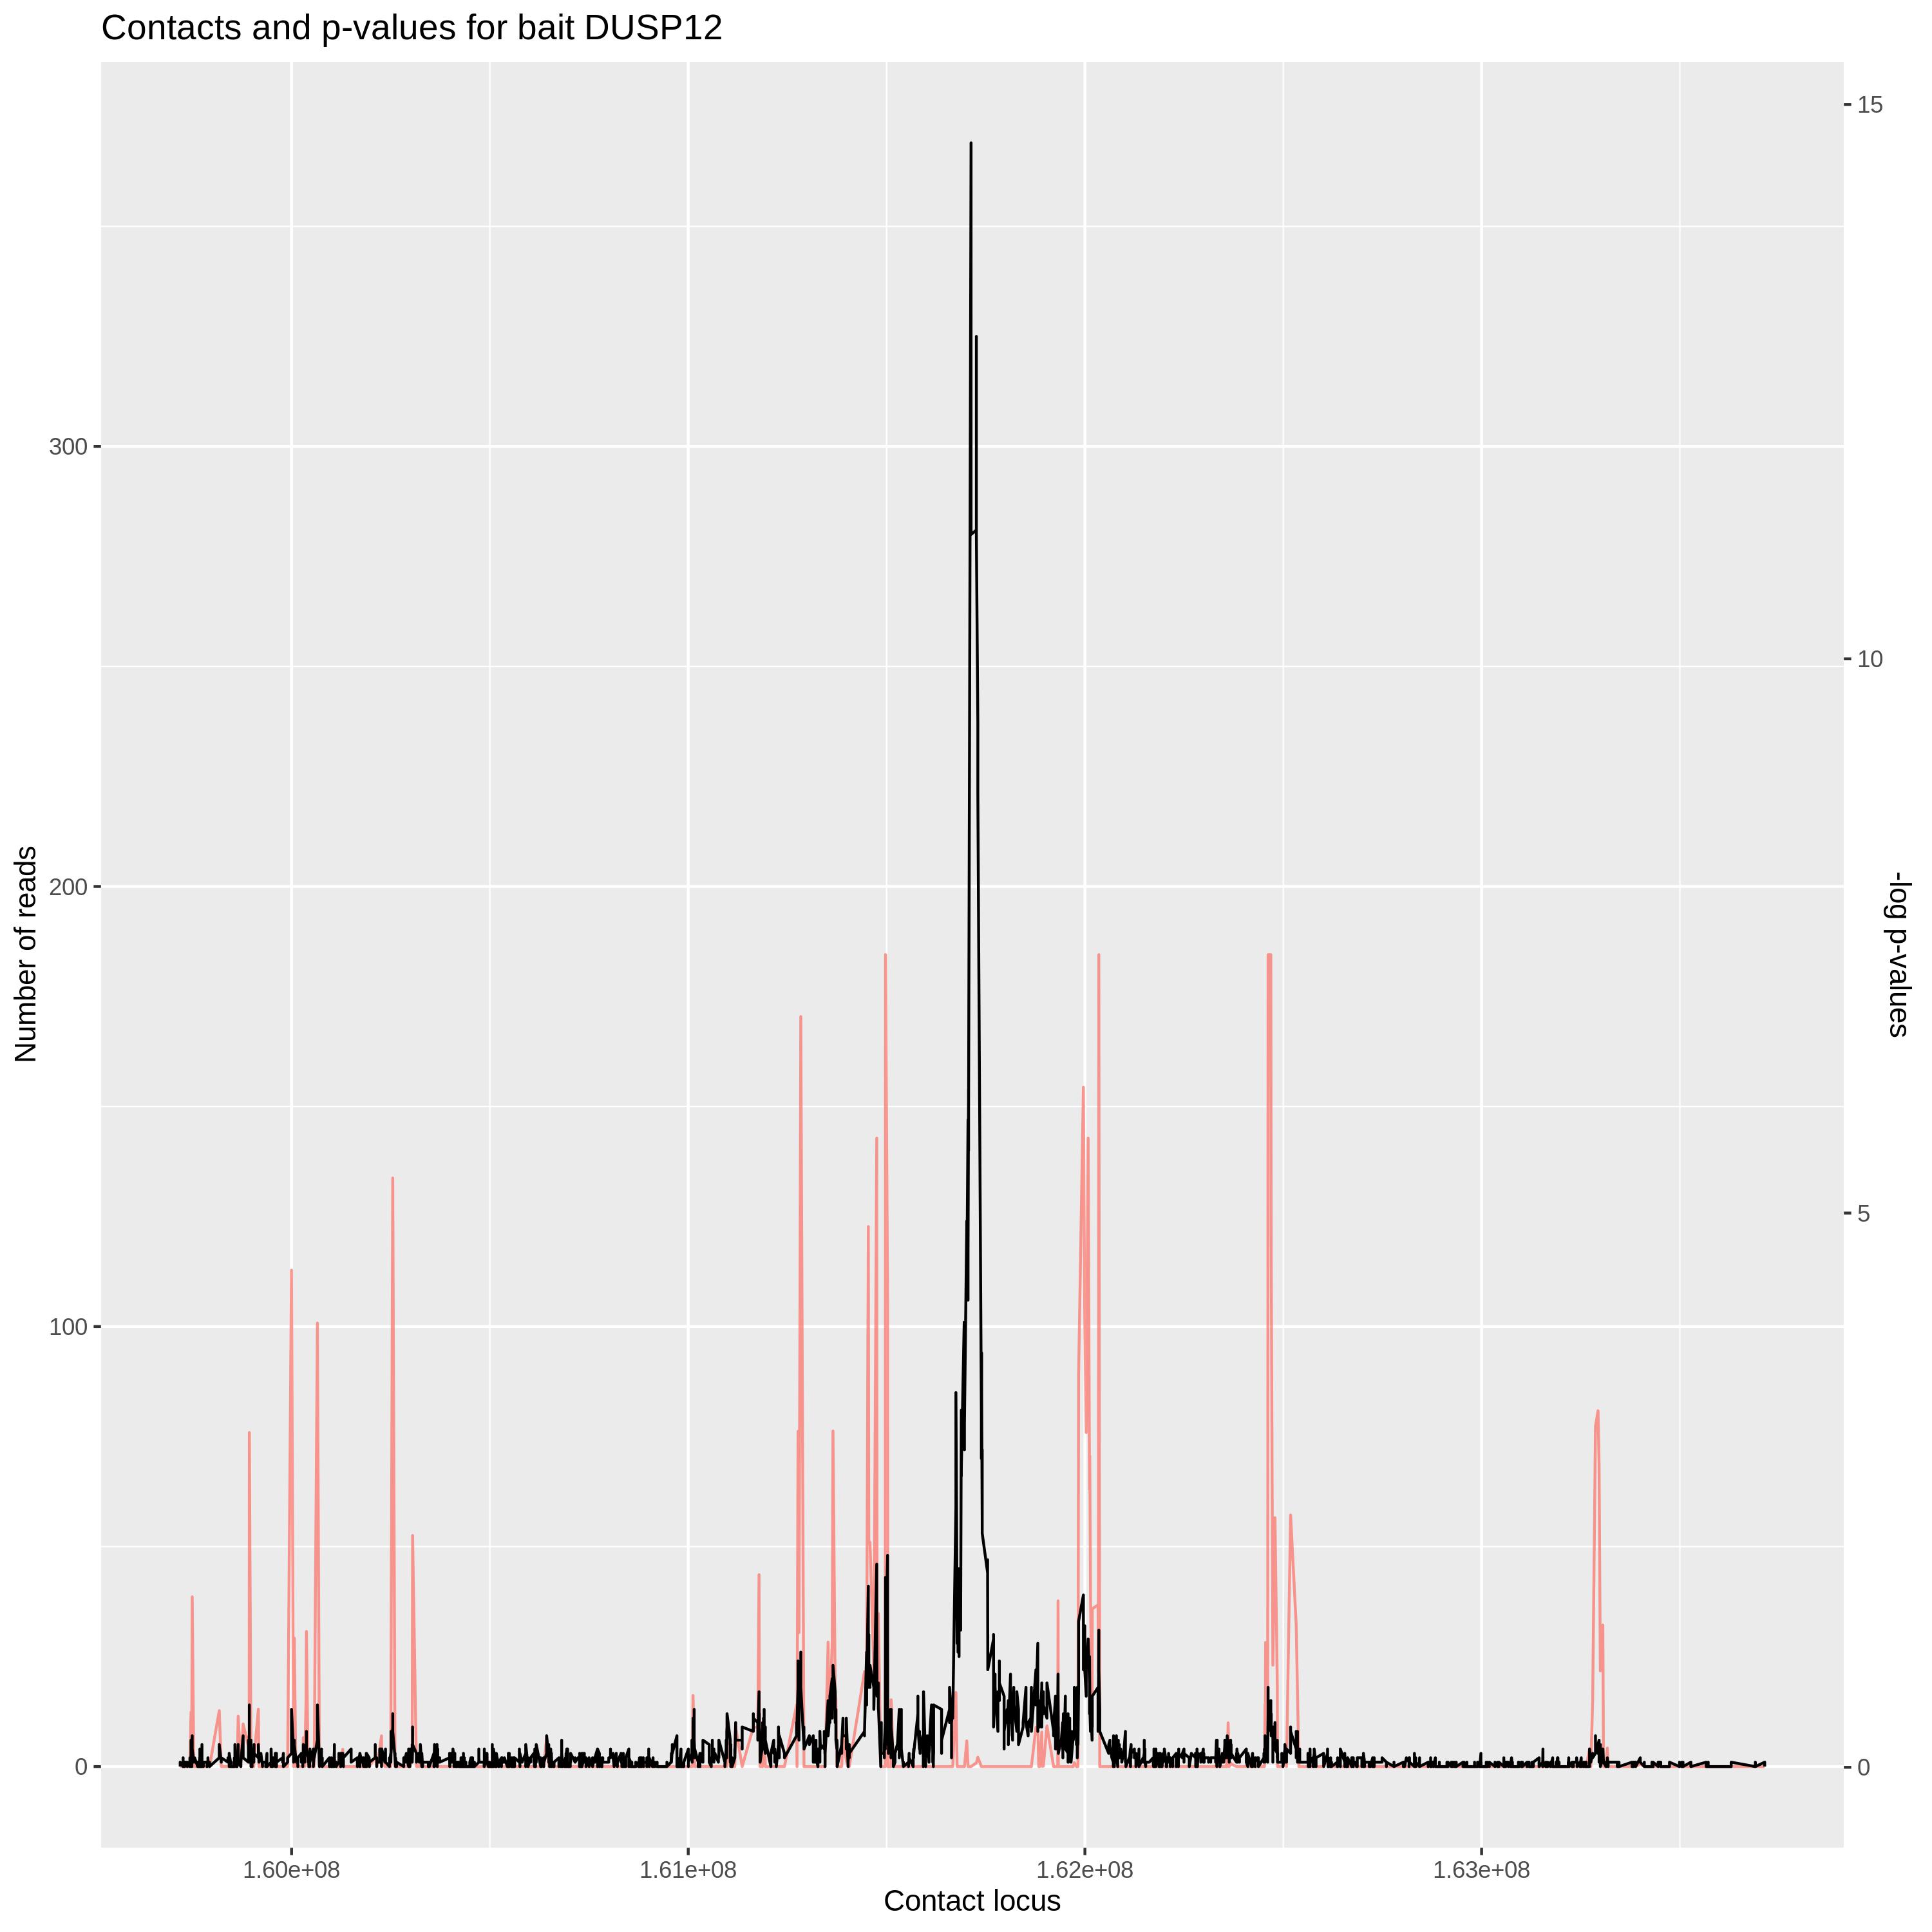 Contacts and p-values for bait DUSP12
15
300
10
200
Number of reads
-log p-values
5
100
0
0
1.60e+08
1.61e+08
1.62e+08
1.63e+08
Contact locus